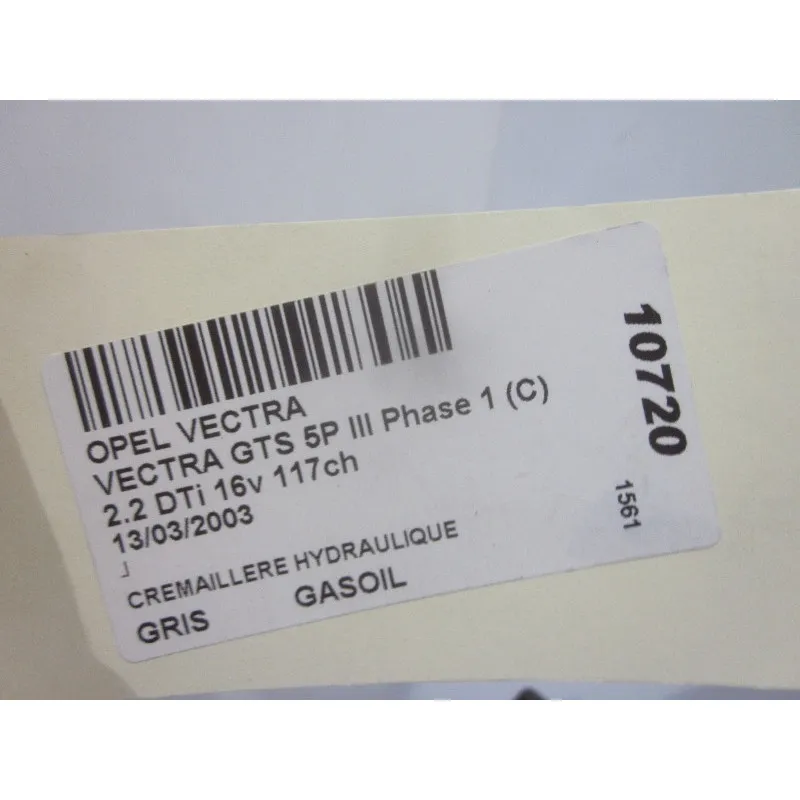 OPEL VECTRA
VECTRA GTS 5P III Phase 1 (C)
2.2 DTi 16v 117ch
13/03/2003
CREMAILLERE HYDRAULIQUE
GRIS GASOIL
10720
1561